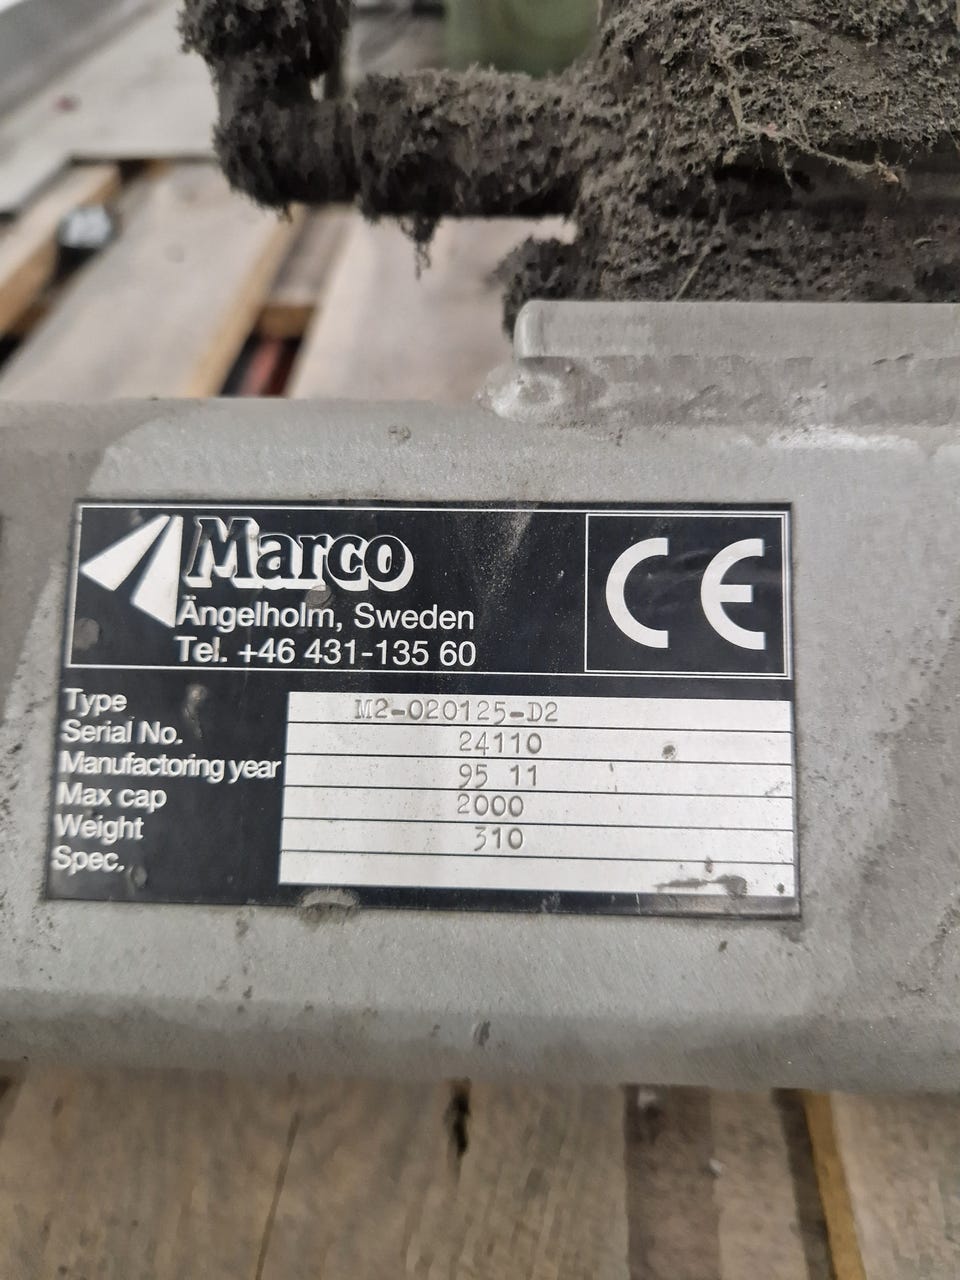 Marco
Ängelholm, Sweden
Tel. +46 431-135 60
CE
Type M2-020125-D2
Serial No. 24110
Manufactoring year 95 11
Max cap 2000
Weight 310
Spec.